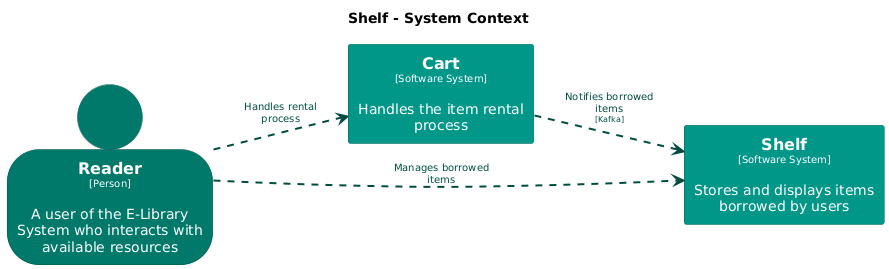 Shelf - System Context
Cart
[Software System]
Handles the item rental
process
Handles rental
process
Notifies borrowed
items
[Kafka]
Shelf
[Software System]
Stores and displays items
borrowed by users
Reader
[Person]
A user of the E-Library
System who interacts with
available resources
Manages borrowed
items